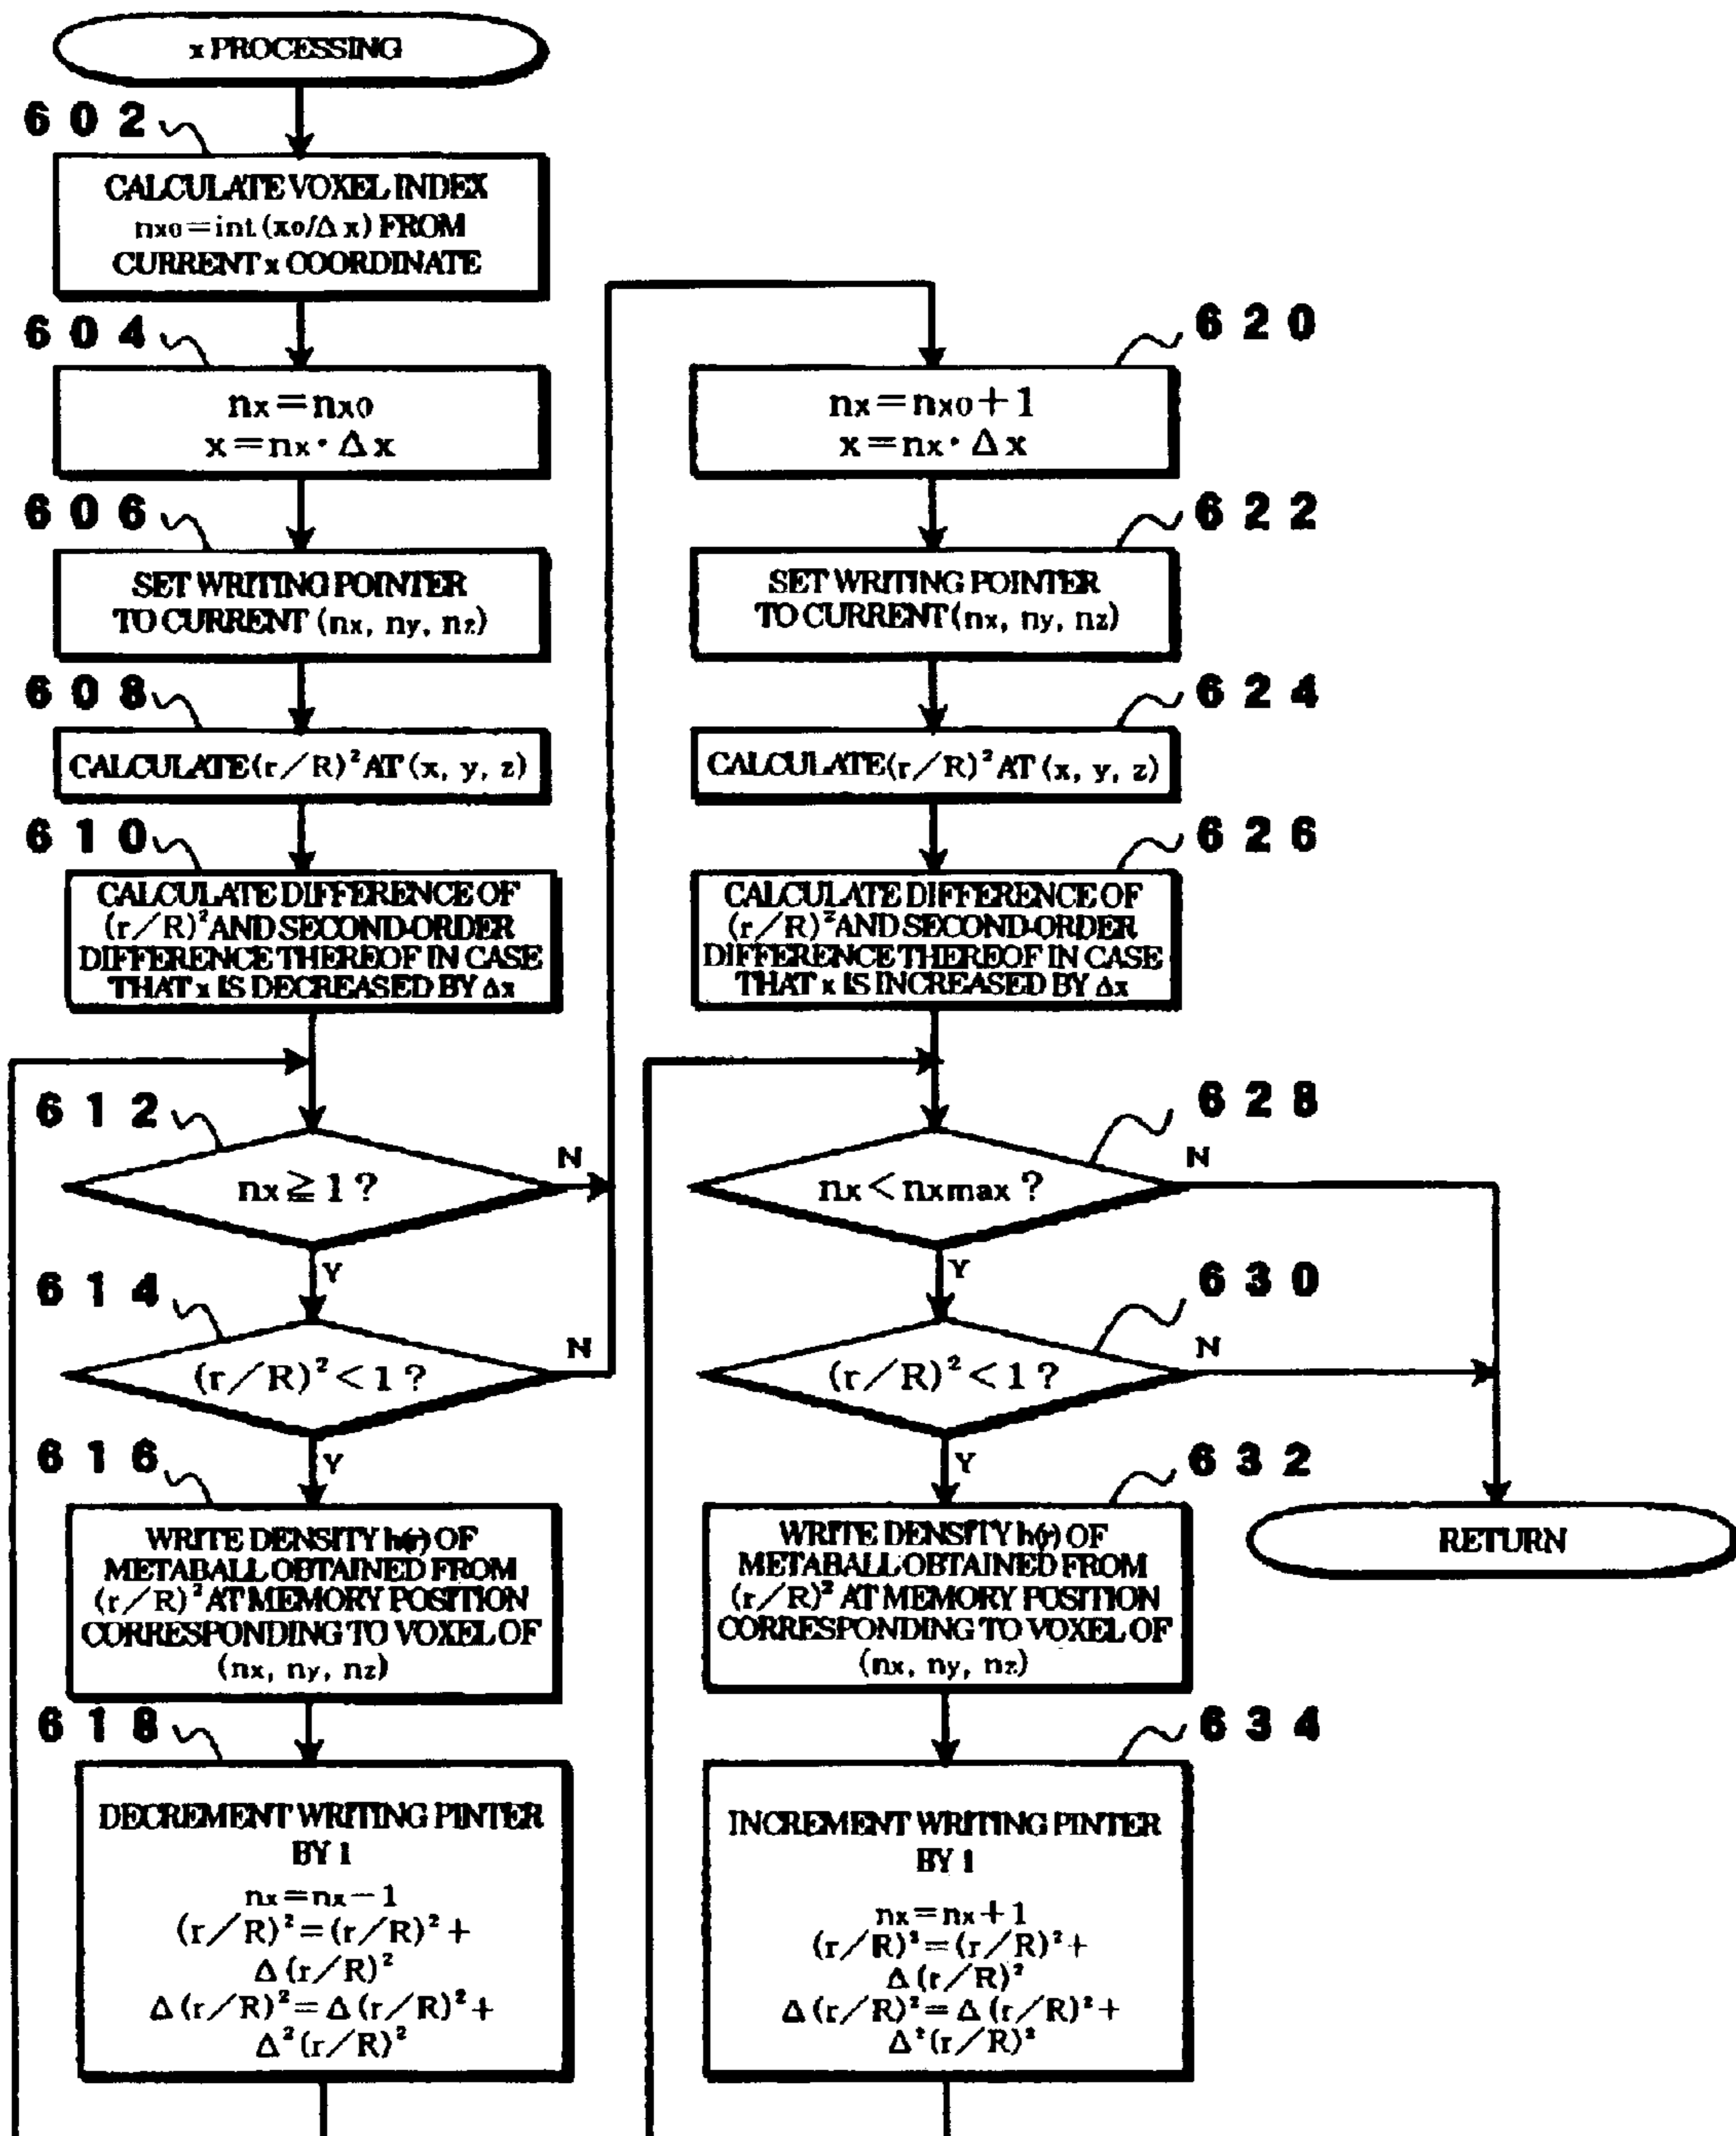 x PROCESSING
602
CALCULATE VOXEL INDEX
nx0=int(x0/Δx) FROM
CURRENT x COORDINATE
604
nx=nx0
x=nx・Δx
606
SET WRITING POINTER
TO CURRENT (nx, ny, nz)
608
CALCULATE (r/R)² AT (x, y, z)
610
CALCULATE DIFFERENCE OF
(r/R)² AND SECOND-ORDER
DIFFERENCE THEREOF IN CASE
THAT x IS DECREASED BY Δx
612
nx≧1?
N
Y
614
(r/R)²<1?
N
Y
616
WRITE DENSITY h(r) OF
METABALL OBTAINED FROM
(r/R)² AT MEMORY POSITION
CORRESPONDING TO VOXEL OF
(nx, ny, nz)
618
DECREMENT WRITING PINTER
BY 1
nx=nx-1
(r/R)²=(r/R)²+
Δ(r/R)²
Δ(r/R)²=Δ(r/R)²+
Δ²(r/R)²
620
nx=nx0+1
x=nx・Δx
622
SET WRITING POINTER
TO CURRENT (nx, ny, nz)
624
CALCULATE (r/R)² AT (x, y, z)
626
CALCULATE DIFFERENCE OF
(r/R)² AND SECOND-ORDER
DIFFERENCE THEREOF IN CASE
THAT x IS INCREASED BY Δx
628
nx<nxmax?
N
Y
630
(r/R)²<1?
N
Y
632
WRITE DENSITY h(r) OF
METABALL OBTAINED FROM
(r/R)² AT MEMORY POSITION
CORRESPONDING TO VOXEL OF
(nx, ny, nz)
634
INCREMENT WRITING PINTER
BY 1
nx=nx+1
(r/R)²=(r/R)²+
Δ(r/R)²
Δ(r/R)²=Δ(r/R)²+
Δ²(r/R)²
RETURN